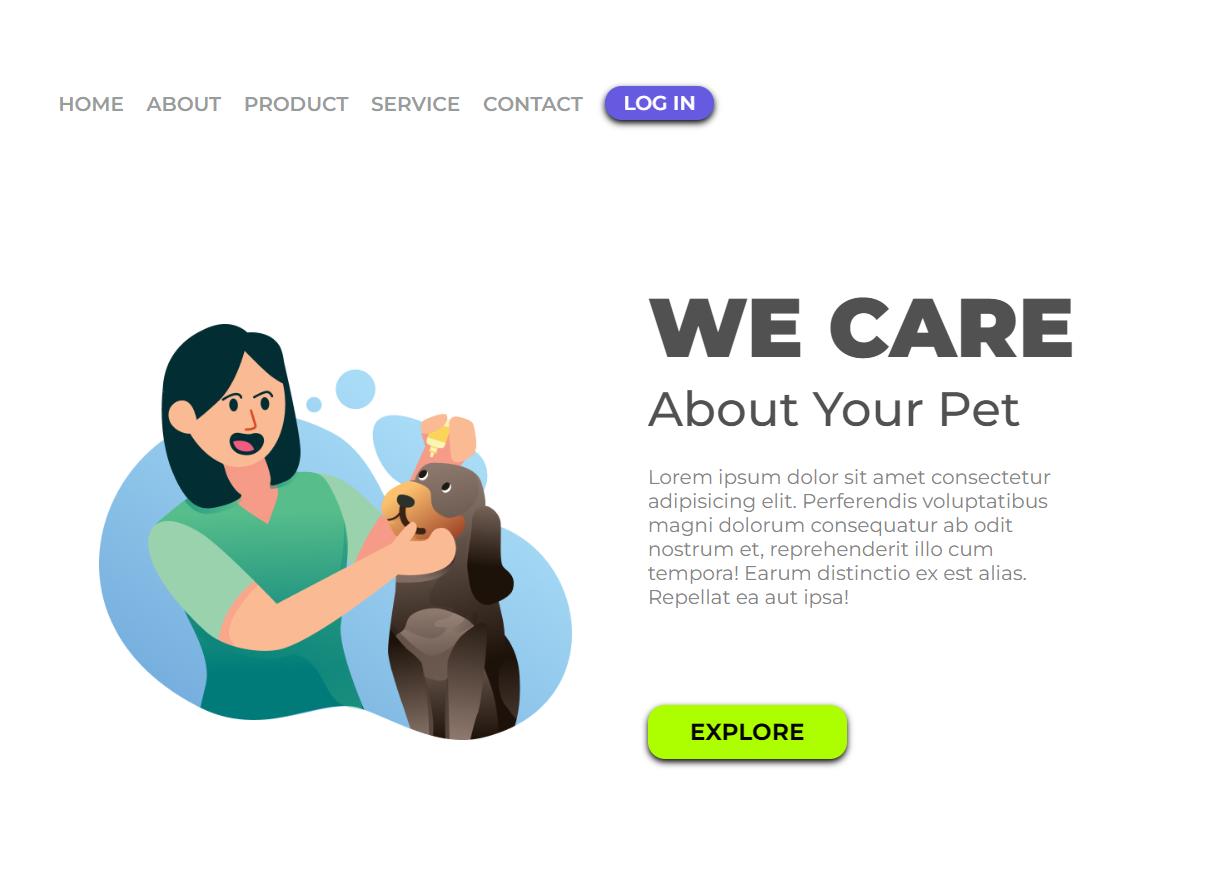 HOME ABOUT PRODUCT SERVICE CONTACT LOG IN
WE CARE
About Your Pet
Lorem ipsum dolor sit amet consectetur
adipisicing elit. Perferendis voluptatibus
magni dolorum consequatur ab odit
nostrum et, reprehenderit illo cum
tempora! Earum distinctio ex est alias.
Repellat ea aut ipsa!
EXPLORE